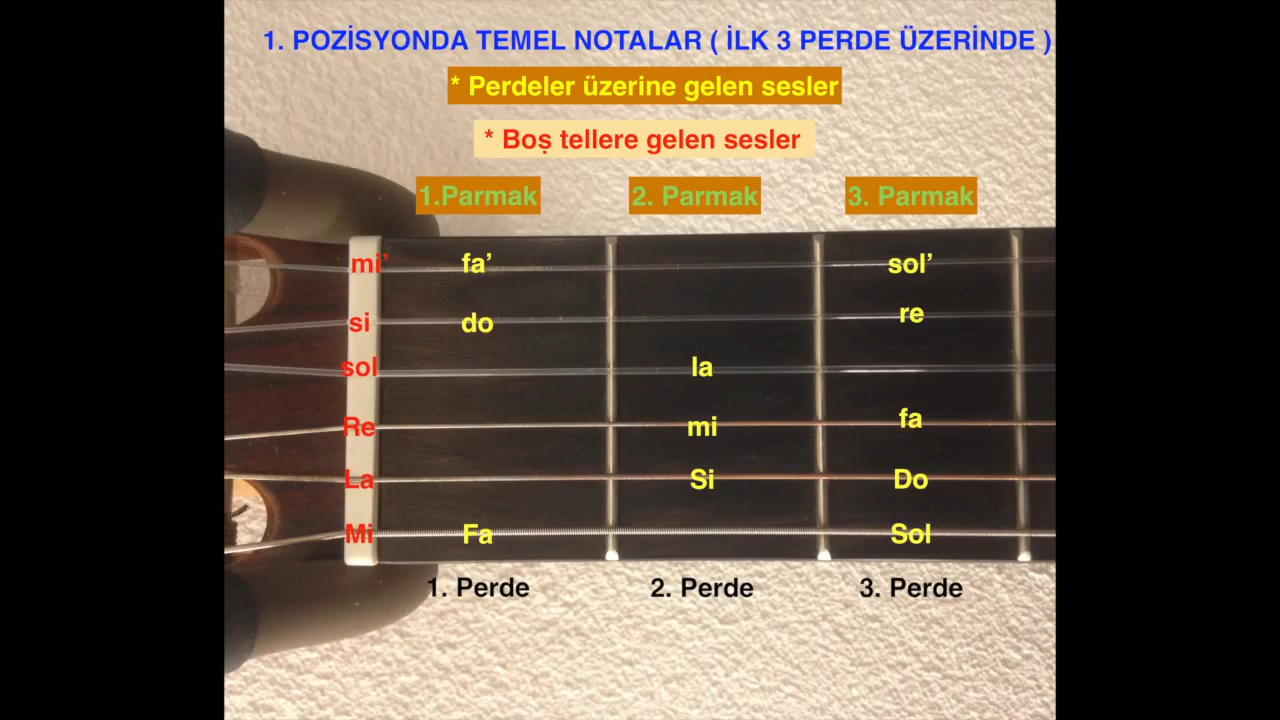 1. POZİSYONDA TEMEL NOTALAR ( İLK 3 PERDE ÜZERİNDE )
* Perdeler üzerine gelen sesler
* Boş tellere gelen sesler
1.Parmak 2. Parmak 3. Parmak
mi’ fa’ sol’
si do re
sol la
Re mi fa
La Si Do
Mi Fa Sol
1. Perde 2. Perde 3. Perde